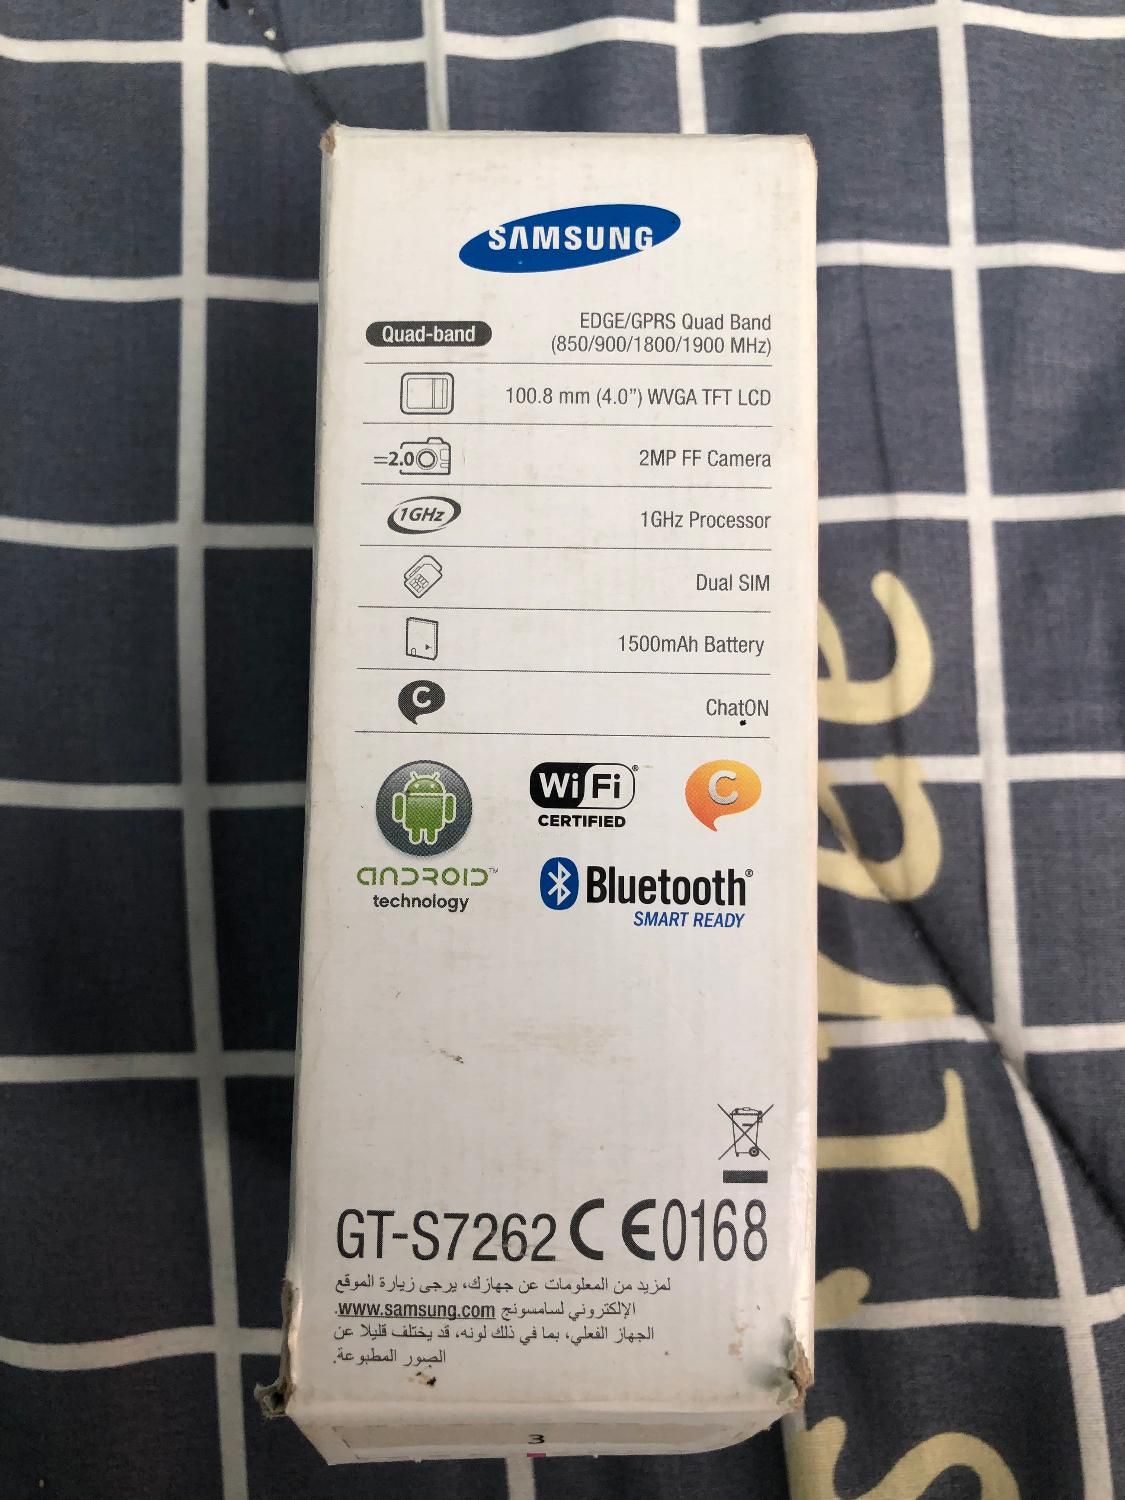 SAMSUNG
Quad-band
EDGE/GPRS Quad Band
(850/900/1800/1900 MHz)
100.8 mm (4.0") WVGA TFT LCD
=2.0
2MP FF Camera
1GHz
1GHz Processor
Dual SIM
1500mAh Battery
C
ChatON
Wi Fi®
CERTIFIED
C
ANDROID™
technology
Bluetooth®
SMART READY
GT-S7262 CE0168
لمزيد من المعلومات عن جهازك، يرجى زيارة الموقع
الإلكتروني لسامسونج www.samsung.com.
الجهاز الفعلي، بما في ذلك لونه، قد يختلف قليلا عن
الصور المطبوعة.
3